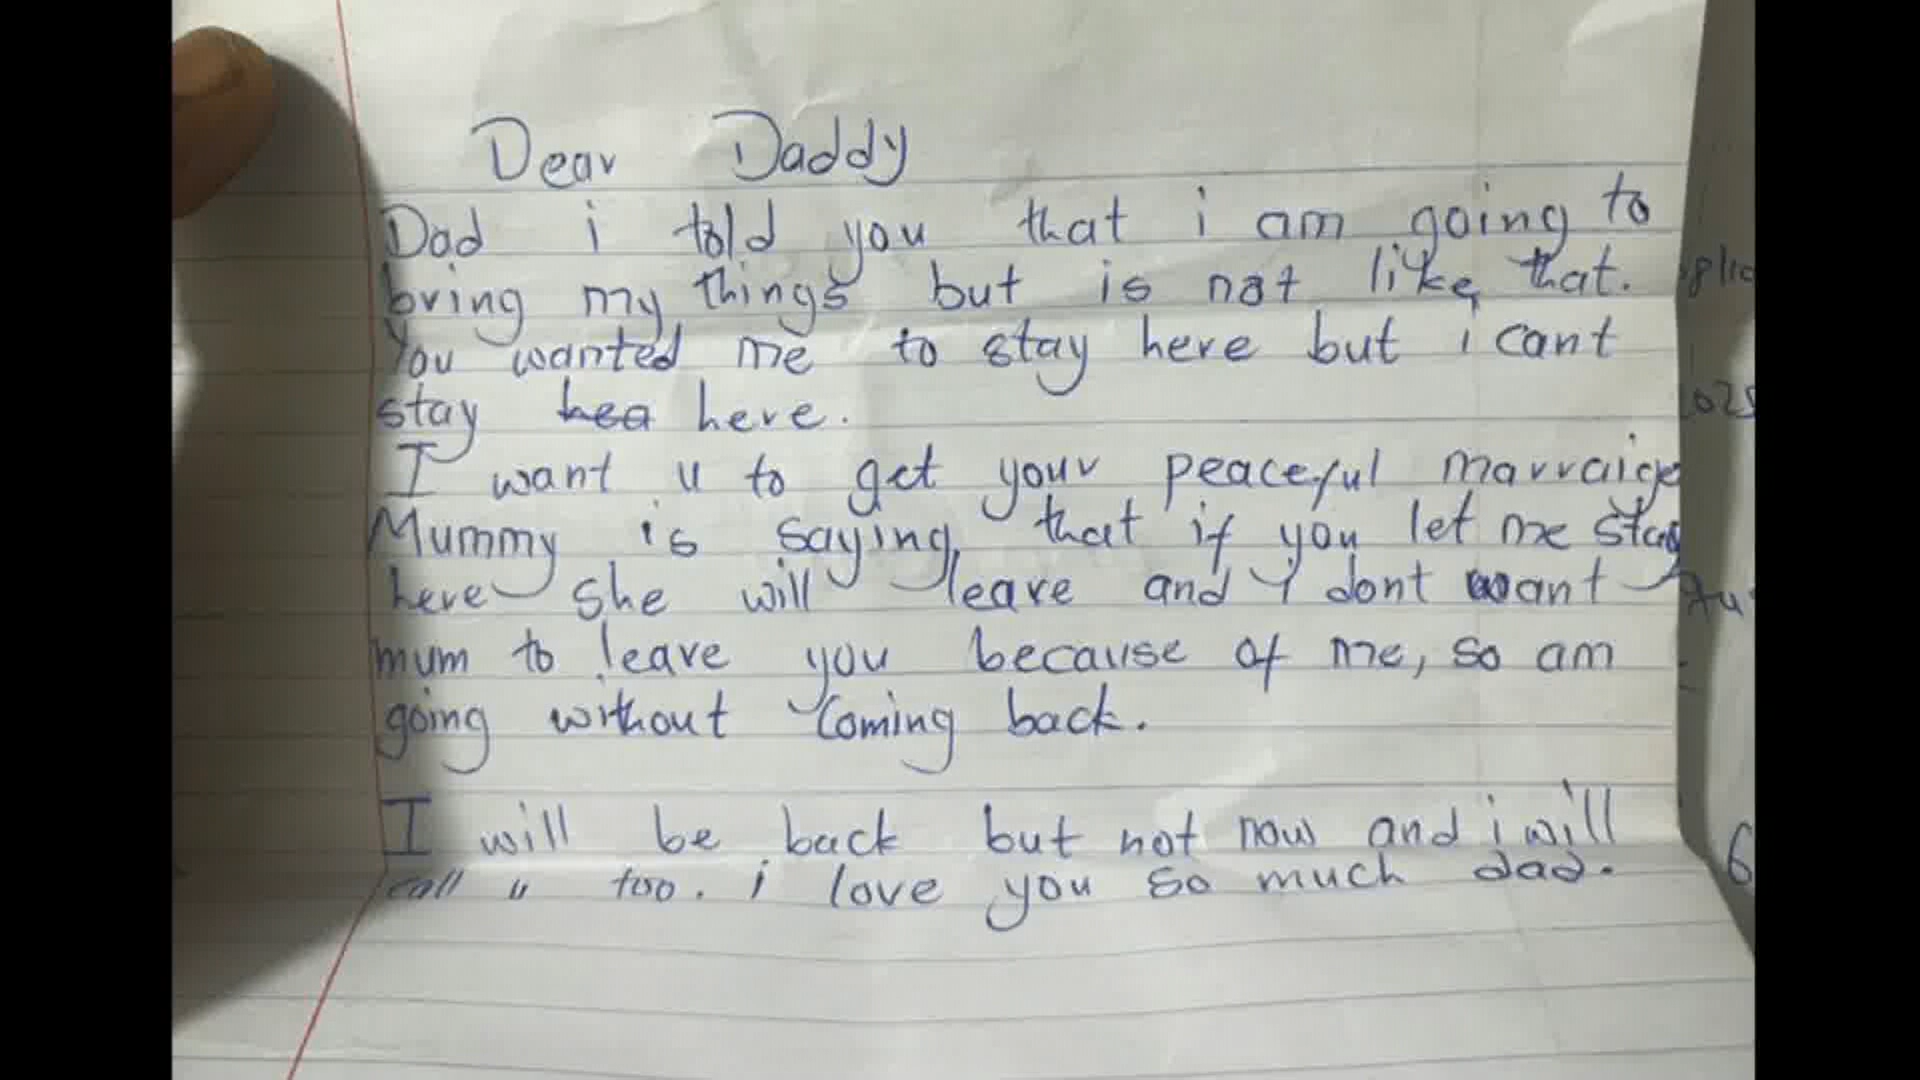 Dear Daddy
Dad i told you that i am going to
bring my things but is not like that.
You wanted me to stay here but i cant
stay hea here.
I want u to get your peaceful marraige
Mummy is saying that if you let me stay
here she will leave and i dont want
mum to leave you because of me, so am
going without Coming back.
I will be back but not now and i will
call u too. i love you so much dad.